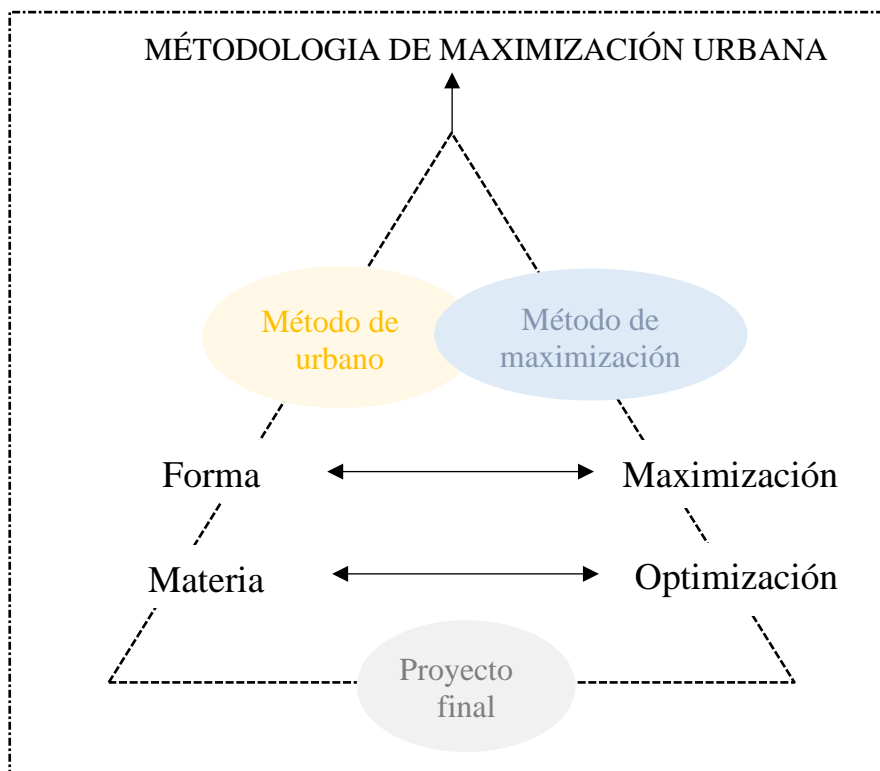 MÉTODOLOGIA DE MAXIMIZACIÓN URBANA
Método de
urbano
Método de
maximización
Forma
Maximización
Materia
Optimización
Proyecto
final